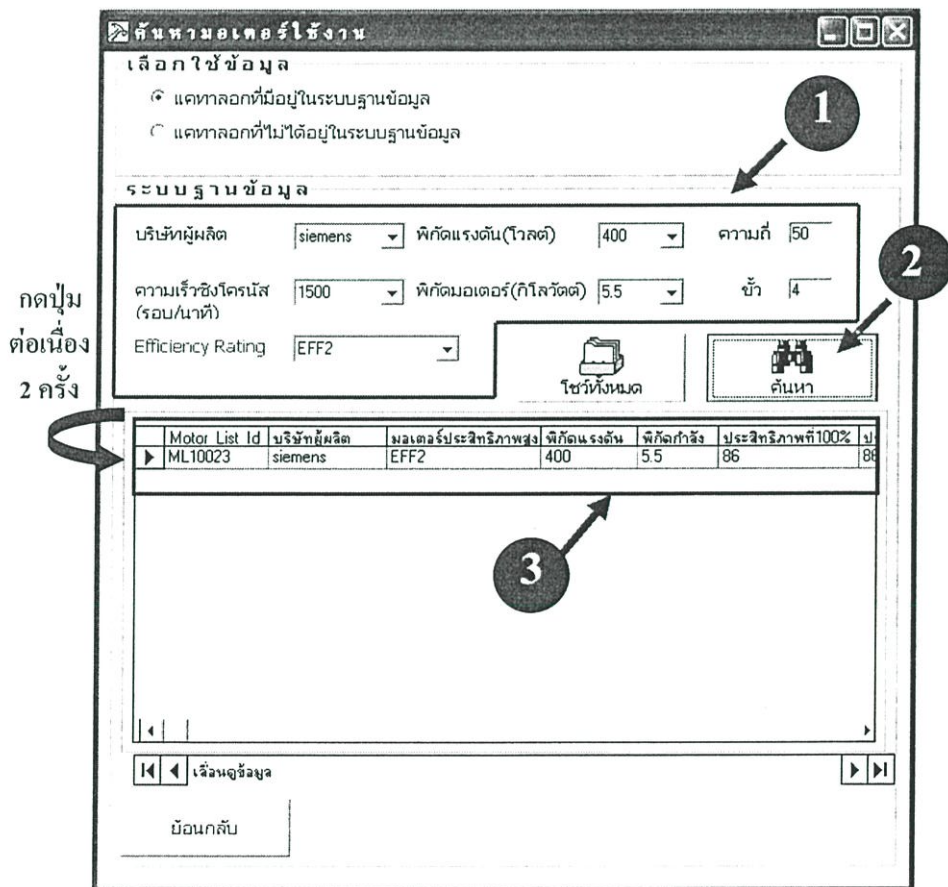 ค้นหามอเตอร์ใช้งาน
เลือกใช้ข้อมูล
แคทาลอกที่มีอยู่ในระบบฐานข้อมูล
แคทาลอกที่ไม่ได้อยู่ในระบบฐานข้อมูล
1
ระบบฐานข้อมูล
บริษัทผู้ผลิต siemens พิกัดแรงดัน(โวลต์) 400 ความถี่ 50
2
ความเร็วซิงโครนัส 1500 พิกัดมอเตอร์(กิโลวัตต์) 5.5 ขั้ว 4
(รอบ/นาที)
Efficiency Rating EFF2
โชว์ทั้งหมด ค้นหา
กดปุ่ม
ต่อเนื่อง
2 ครั้ง
Motor List Id บริษัทผู้ผลิต มอเตอร์ประสิทธิภาพสูง พิกัดแรงดัน พิกัดกำลัง ประสิทธิภาพที่100% ป
ML10023 siemens EFF2 400 5.5 86 86
3
เลื่อนดูข้อมูล
ย้อนกลับ